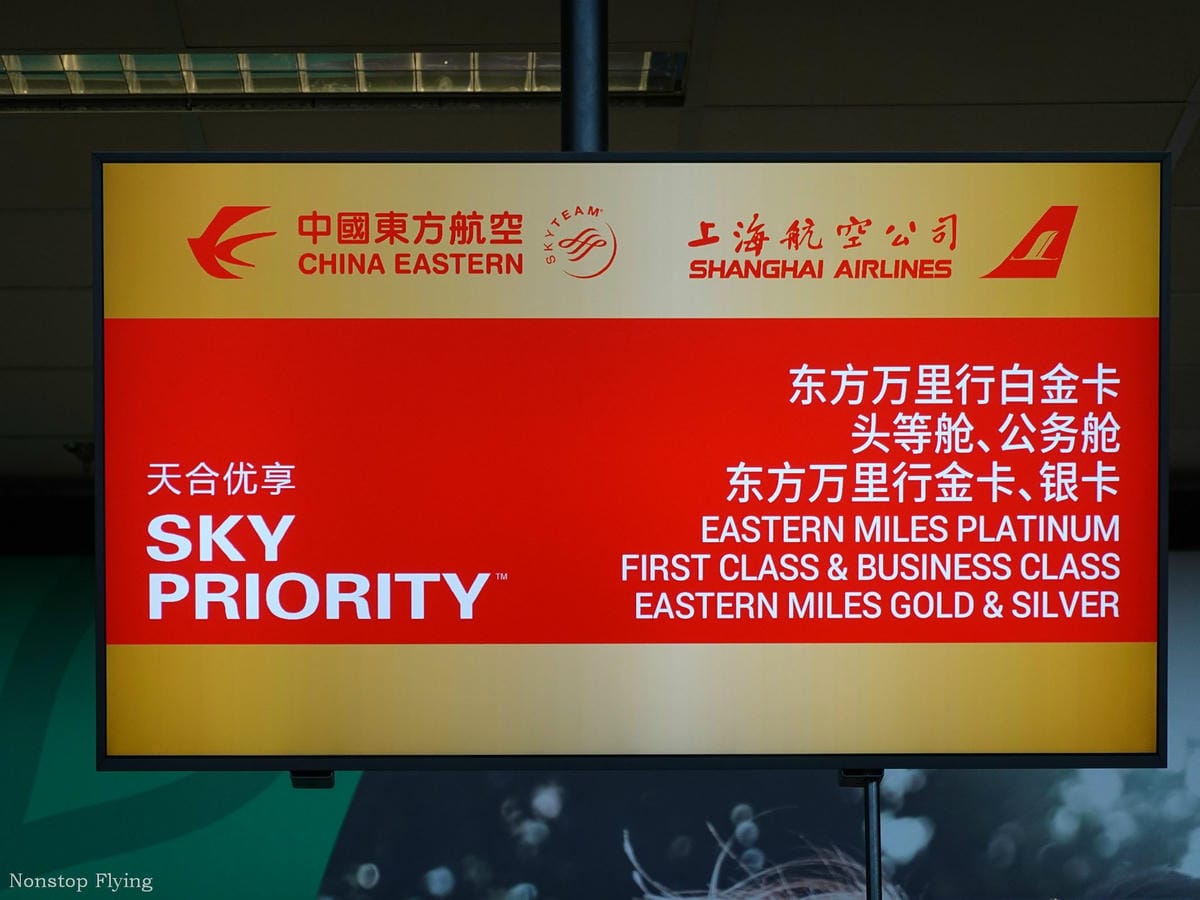 中國東方航空
CHINA EASTERN
SKYTEAM
上海航空公司
SHANGHAI AIRLINES
天合优享
SKY
PRIORITY™
东方万里行白金卡
头等舱、公务舱
东方万里行金卡、银卡
EASTERN MILES PLATINUM
FIRST CLASS & BUSINESS CLASS
EASTERN MILES GOLD & SILVER
Nonstop Flying